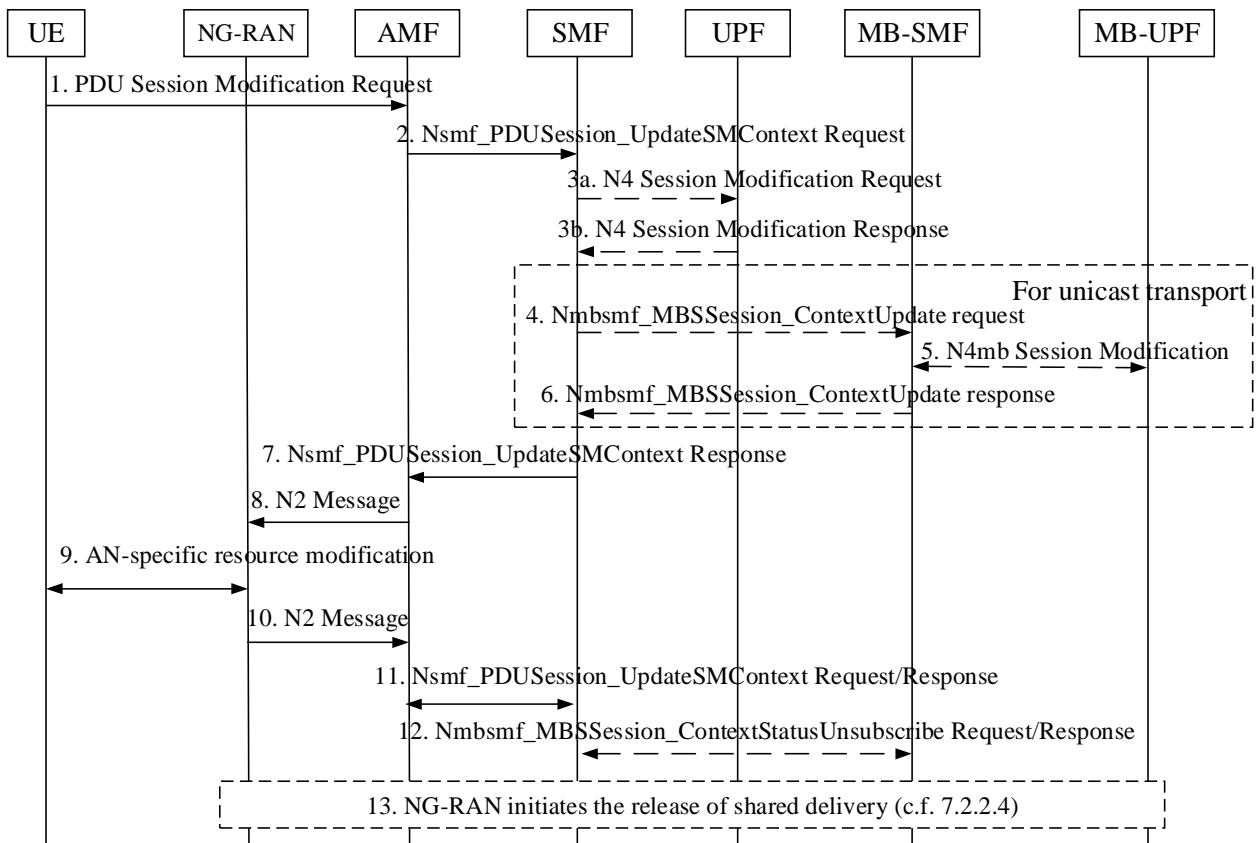 UE NG-RAN AMF SMF UPF MB-SMF MB-UPF
1. PDU Session Modification Request
2. Nsmf_PDUSession_UpdateSMContext Request
3a. N4 Session Modification Request
3b. N4 Session Modification Response
For unicast transport
4. Nmbsmf_MBSSession_ContextUpdate request
5. N4mb Session Modification
6. Nmbsmf_MBSSession_ContextUpdate response
7. Nsmf_PDUSession_UpdateSMContext Response
8. N2 Message
9. AN-specific resource modification
10. N2 Message
11. Nsmf_PDUSession_UpdateSMContext Request/Response
12. Nmbsmf_MBSSession_ContextStatusUnsubscribe Request/Response
13. NG-RAN initiates the release of shared delivery (c.f. 7.2.2.4)